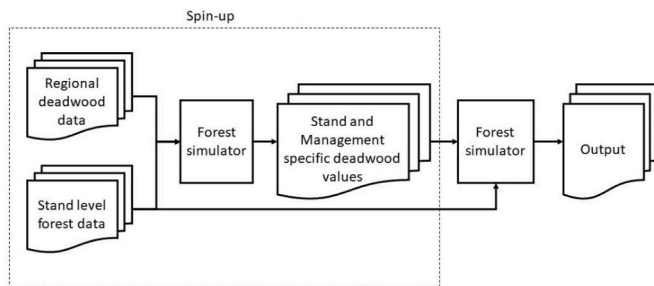 Spin-up
Regional
deadwood
data
Forest
simulator
Stand and
Management
specific deadwood
values
Forest
simulator
Output
Stand level
forest data